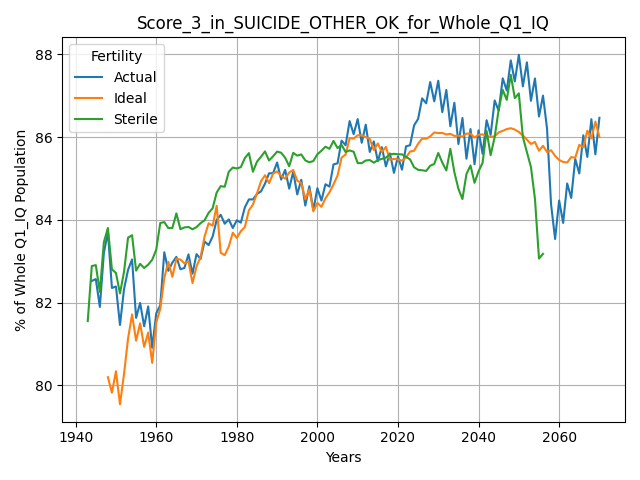 Score_3_in_SUICIDE_OTHER_OK_for_Whole_Q1_IQ
Fertility
Actual
Ideal
Sterile
% of Whole Q1_IQ Population
88
86
84
82
80
1940 1960 1980 2000 2020 2040 2060
Years